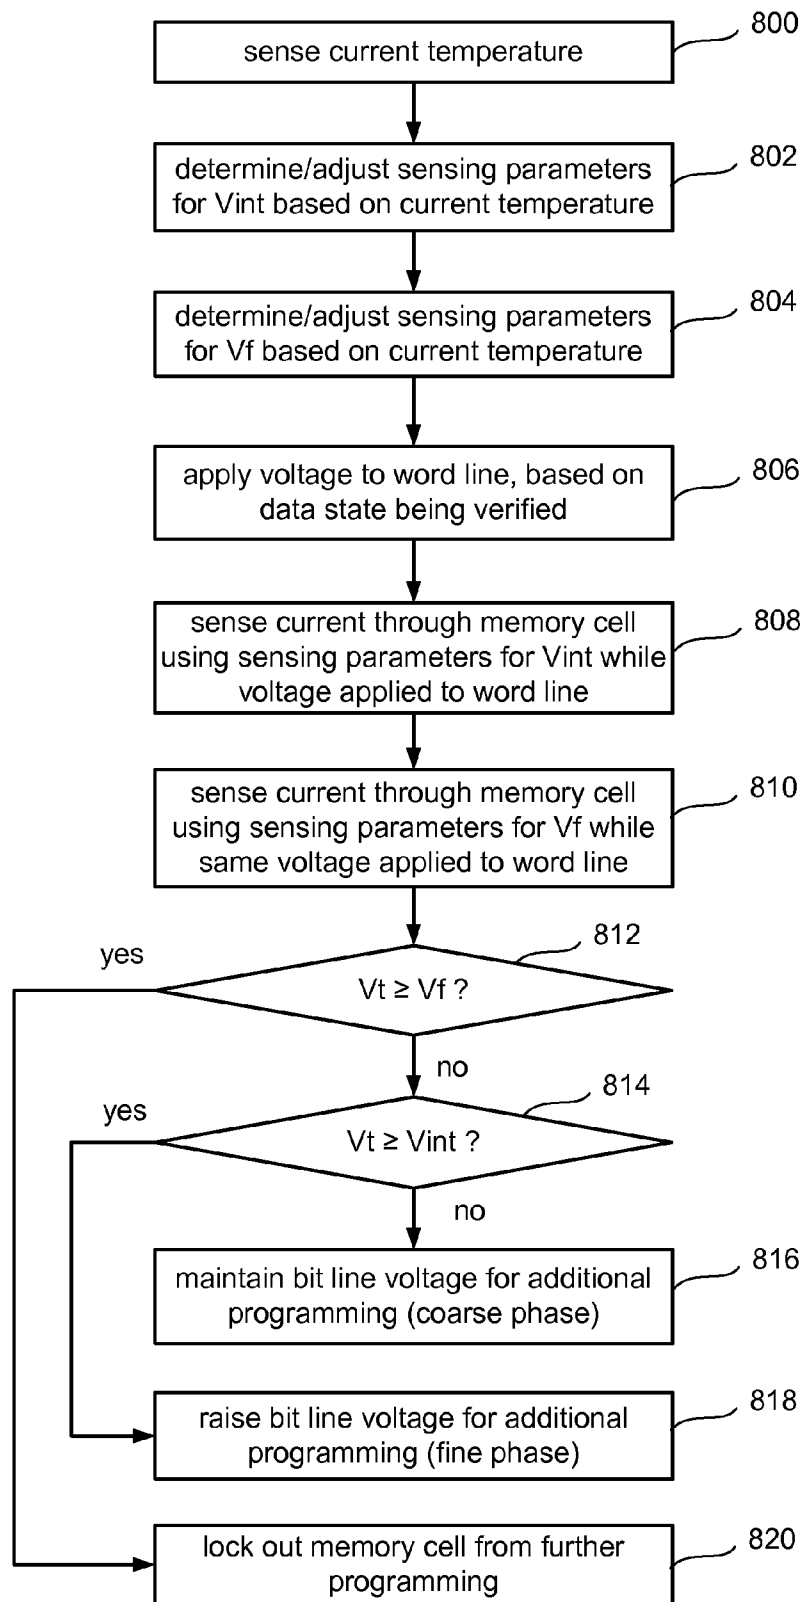 800
sense current temperature
802
determine/adjust sensing parameters
for Vint based on current temperature
804
determine/adjust sensing parameters
for Vf based on current temperature
806
apply voltage to word line, based on
data state being verified
808
sense current through memory cell
using sensing parameters for Vint while
voltage applied to word line
810
sense current through memory cell
using sensing parameters for Vf while
same voltage applied to word line
812
yes
Vt ≥ Vf ?
no
814
yes
Vt ≥ Vint ?
no
816
maintain bit line voltage for additional
programming (coarse phase)
818
raise bit line voltage for additional
programming (fine phase)
820
lock out memory cell from further
programming